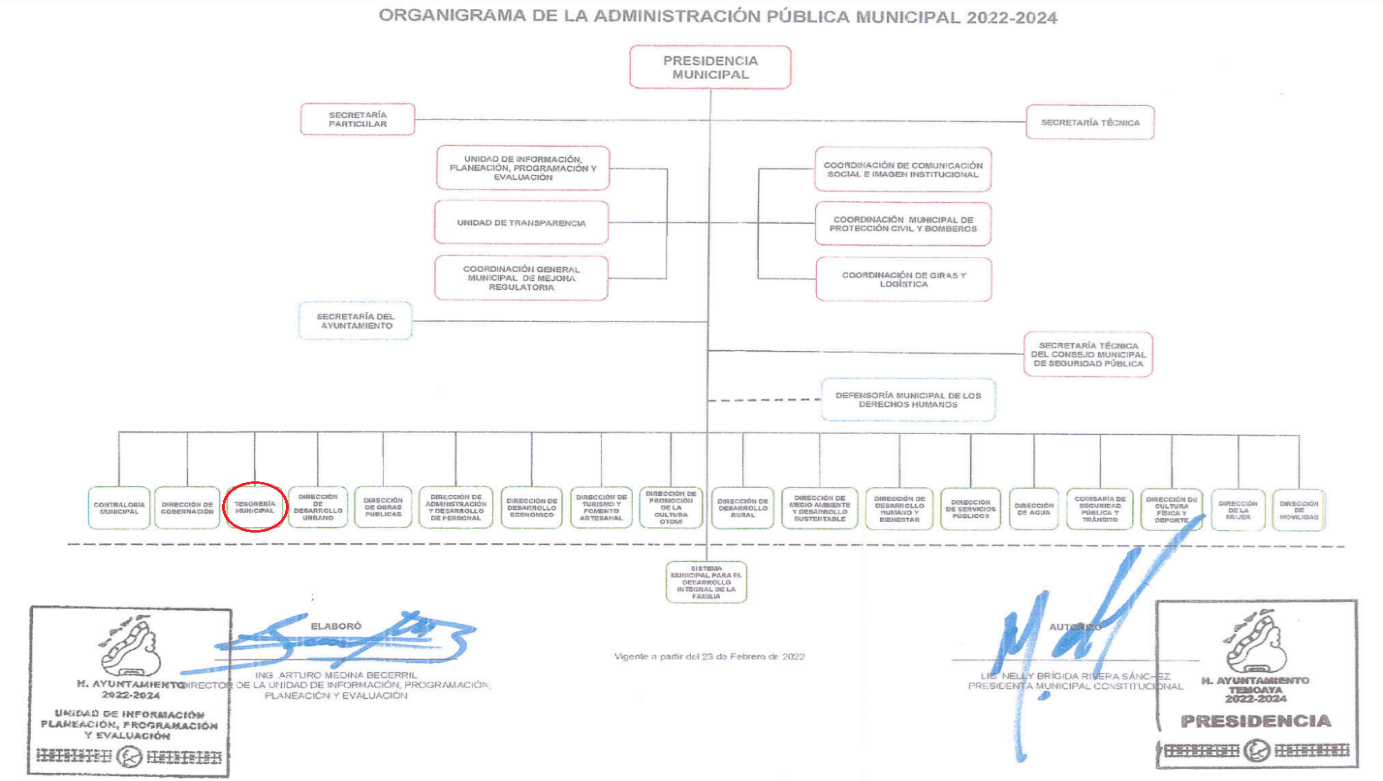 ORGANIGRAMA DE LA ADMINISTRACIÓN PÚBLICA MUNICIPAL 2022-2024
PRESIDENCIA
MUNICIPAL
SECRETARÍA
PARTICULAR
SECRETARÍA TÉCNICA
UNIDAD DE INFORMACIÓN,
PLANEACIÓN, PROGRAMACIÓN Y
EVALUACIÓN
COORDINACIÓN DE COMUNICACIÓN
SOCIAL E IMAGEN INSTITUCIONAL
UNIDAD DE TRANSPARENCIA
COORDINACIÓN MUNICIPAL DE
PROTECCIÓN CIVIL Y BOMBEROS
COORDINACIÓN GENERAL
MUNICIPAL DE MEJORA
REGULATORIA
COORDINACIÓN DE GIRAS Y
LOGÍSTICA
SECRETARÍA DEL
AYUNTAMIENTO
SECRETARÍA TÉCNICA
DEL CONSEJO MUNICIPAL
DE SEGURIDAD PÚBLICA
DEFENSORÍA MUNICIPAL DE LOS
DERECHOS HUMANOS
CONTRALORÍA
MUNICIPAL
DIRECCIÓN DE
GOBERNACIÓN
TESORERÍA
MUNICIPAL
DIRECCIÓN
DE
DESARROLLO
URBANO
DIRECCIÓN
DE OBRAS
PÚBLICAS
DIRECCIÓN DE
ADMINISTRACIÓN
Y DESARROLLO
DE PERSONAL
DIRECCIÓN DE
DESARROLLO
ECONÓMICO
DIRECCIÓN DE
TURISMO Y
FOMENTO
ARTESANAL
DIRECCIÓN DE
PROMOCIÓN
DE LA
CULTURA
OTOMÍ
DIRECCIÓN DE
DESARROLLO
RURAL
DIRECCIÓN DE
MEDIO AMBIENTE
Y DESARROLLO
SUSTENTABLE
DIRECCIÓN DE
DESARROLLO
HUMANO Y
BIENESTAR
DIRECCIÓN
DE SERVICIOS
PÚBLICOS
DIRECCIÓN
DE AGUA
COMISARÍA DE
SEGURIDAD
PÚBLICA Y
TRÁNSITO
DIRECCIÓN DE
CULTURA
FÍSICA Y
DEPORTE
DIRECCIÓN
DE LA
MUJER
DIRECCIÓN
DE
MOVILIDAD
SISTEMA
MUNICIPAL PARA EL
DESARROLLO
INTEGRAL DE LA
FAMILIA
ELABORÓ
ING. ARTURO MEDINA BECERRIL
DIRECTOR DE LA UNIDAD DE INFORMACIÓN, PROGRAMACIÓN,
PLANEACIÓN Y EVALUACIÓN
Vigente a partir del 23 de Febrero de 2022
AUTORIZÓ
LIC. NELLY BRÍGIDA RIVERA SÁNCHEZ
PRESIDENTA MUNICIPAL CONSTITUCIONAL
H. AYUNTAMIENTO
2022-2024
UNIDAD DE INFORMACIÓN
PLANEACIÓN, PROGRAMACIÓN
Y EVALUACIÓN
H. AYUNTAMIENTO
TEMOAYA
2022-2024
PRESIDENCIA